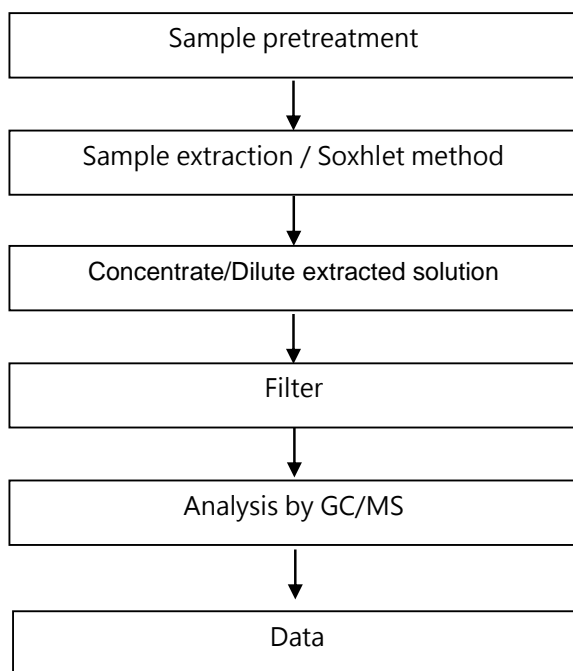 Sample pretreatment
Sample extraction / Soxhlet method
Concentrate/Dilute extracted solution
Filter
Analysis by GC/MS
Data